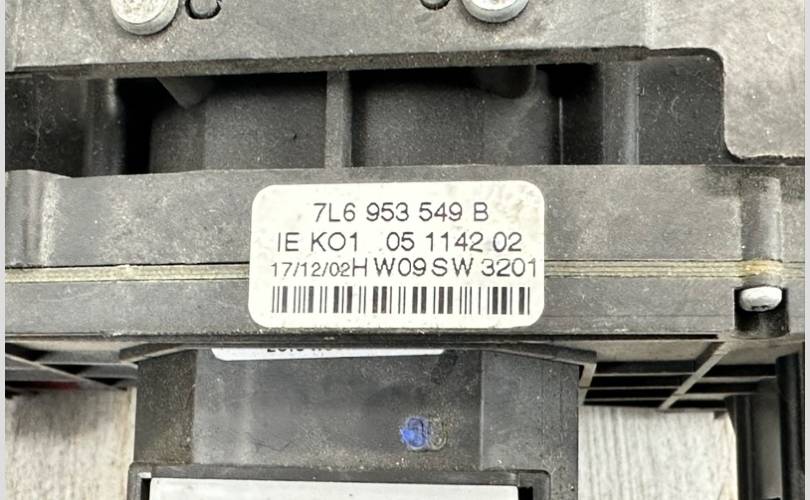 7L6 953 549 B
IE KO1 .05 1142 02
17/12/02H W09 SW 3201